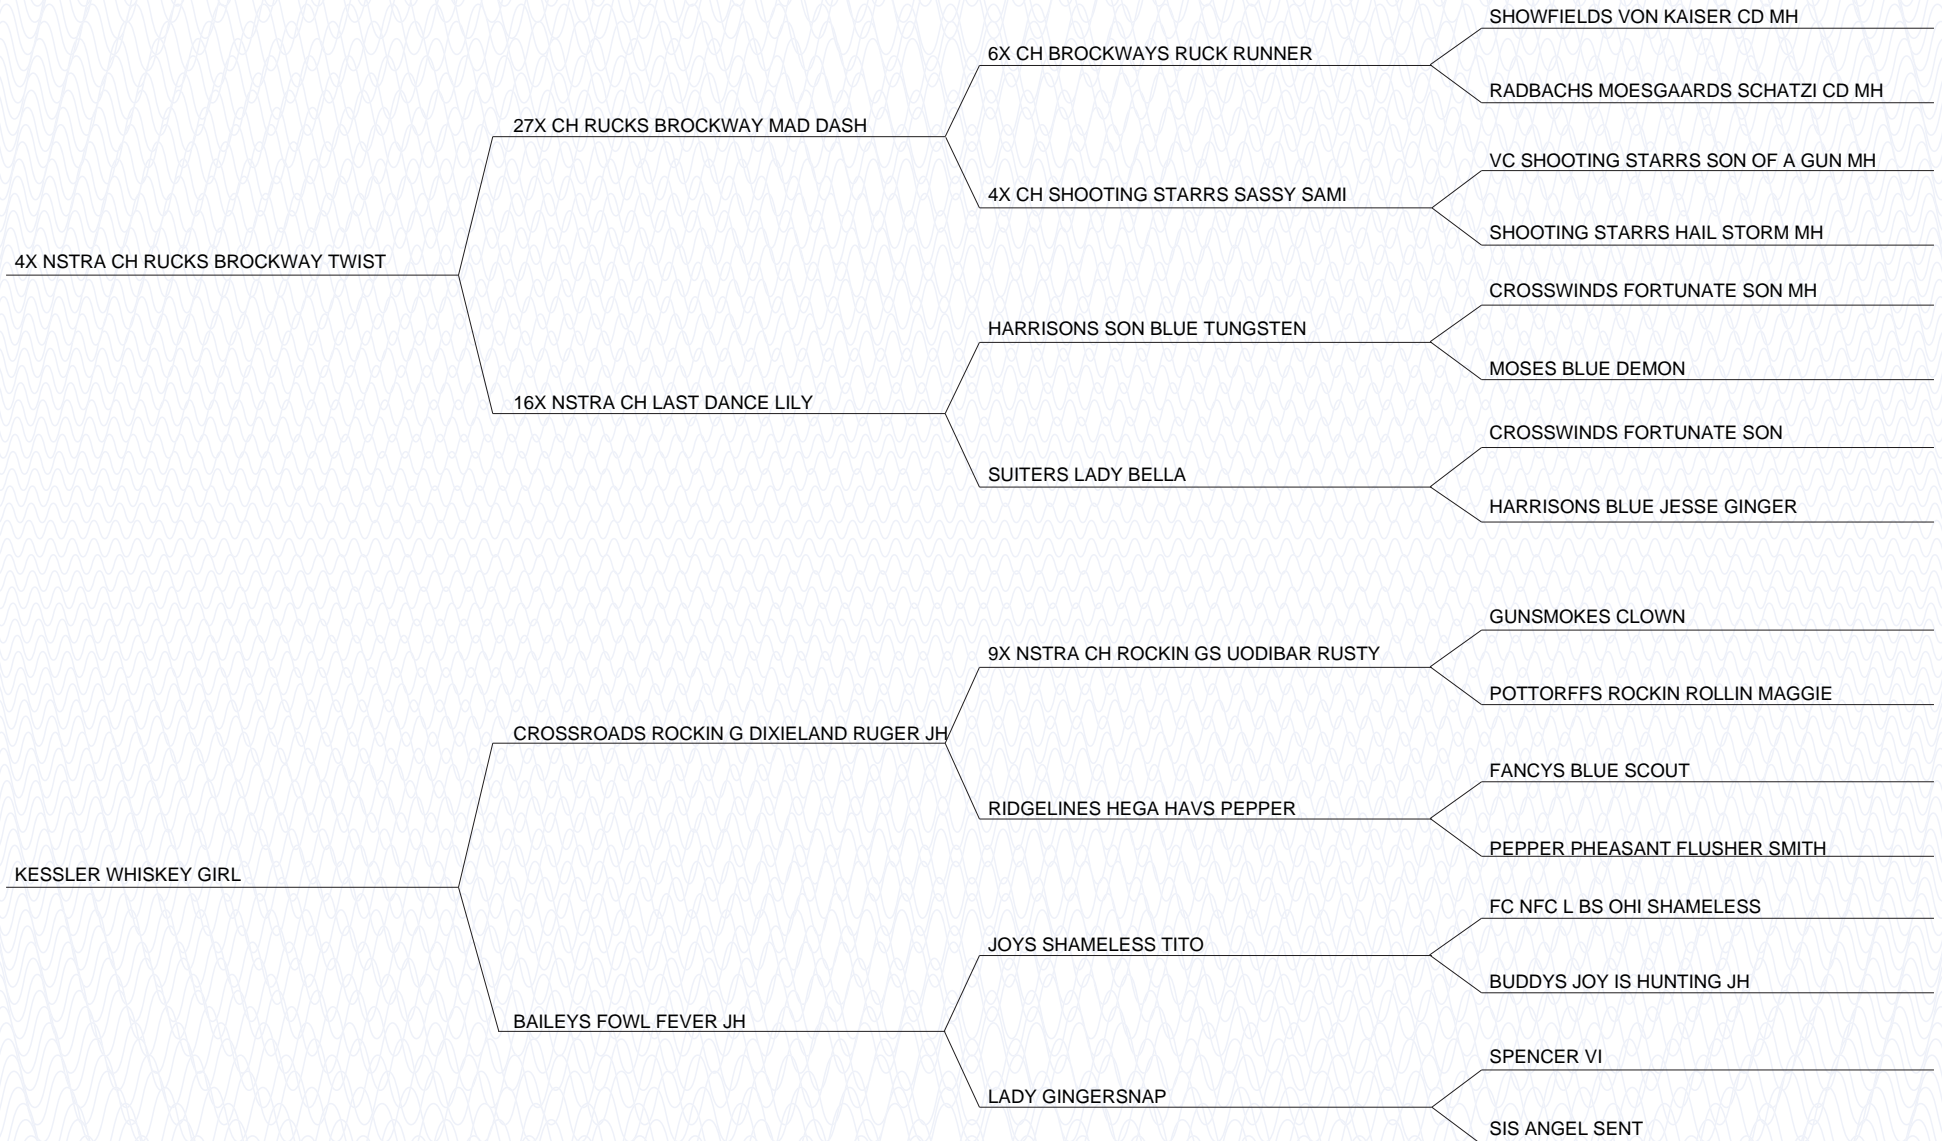 SHOWFIELDS VON KAISER CD MH
6X CH BROCKWAYS RUCK RUNNER
RADBACHS MOESGAARDS SCHATZI CD MH
27X CH RUCKS BROCKWAY MAD DASH
VC SHOOTING STARRS SON OF A GUN MH
4X CH SHOOTING STARRS SASSY SAMI
SHOOTING STARRS HAIL STORM MH
4X NSTRA CH RUCKS BROCKWAY TWIST
CROSSWINDS FORTUNATE SON MH
HARRISONS SON BLUE TUNGSTEN
MOSES BLUE DEMON
16X NSTRA CH LAST DANCE LILY
CROSSWINDS FORTUNATE SON
SUITERS LADY BELLA
HARRISONS BLUE JESSE GINGER
GUNSMOKES CLOWN
9X NSTRA CH ROCKIN GS UODIBAR RUSTY
POTTORFFS ROCKIN ROLLIN MAGGIE
CROSSROADS ROCKIN G DIXIELAND RUGER JH
FANCYS BLUE SCOUT
RIDGELINES HEGA HAVS PEPPER
PEPPER PHEASANT FLUSHER SMITH
KESSLER WHISKEY GIRL
FC NFC L BS OHI SHAMELESS
JOYS SHAMELESS TITO
BUDDYS JOY IS HUNTING JH
BAILEYS FOWL FEVER JH
SPENCER VI
LADY GINGERSNAP
SIS ANGEL SENT